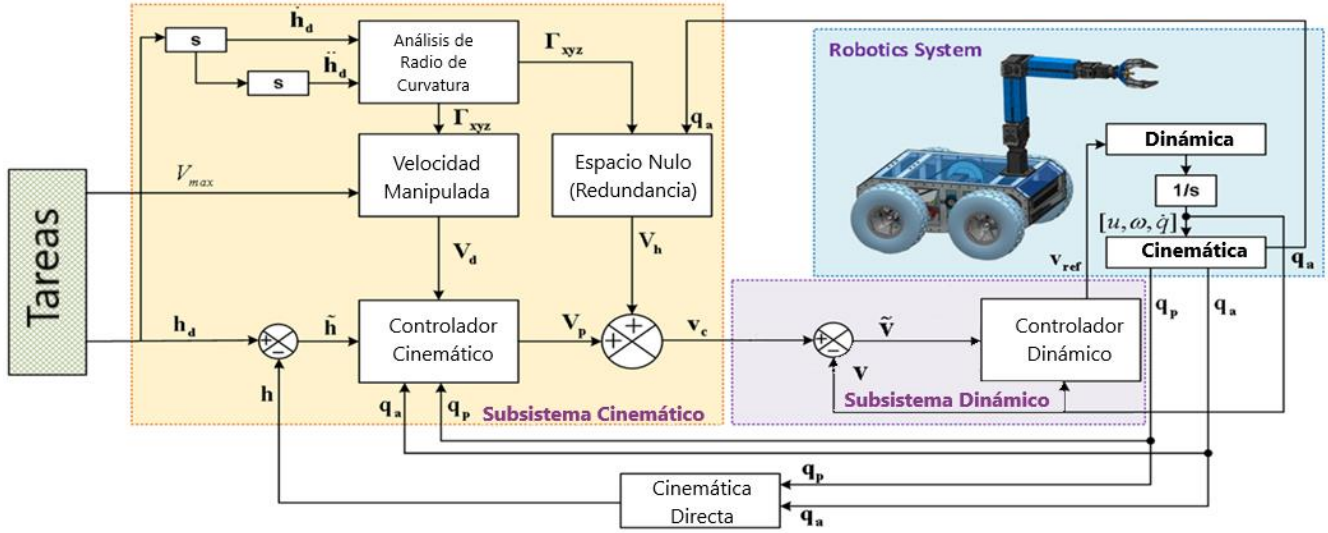 ḣ_d
s
ḧ_d
s
Análisis de
Radio de
Curvatura
Γ_xyz
Γ_xyz
q_a
Robotics System
Tareas
V_max
Velocidad
Manipulada
Espacio Nulo
(Redundancia)
Dinámica
1/s
[u, ω, q̇]
Cinemática
q_a
V_d
V_h
v_ref
q_p
q_a
h_d
h̃
+
−
Controlador
Cinemático
V_p
+
+
v_c
+
−
ṽ
v
Controlador
Dinámico
h
q_a
q_p
Subsistema Cinemático
Subsistema Dinámico
Cinemática
Directa
q_p
q_a